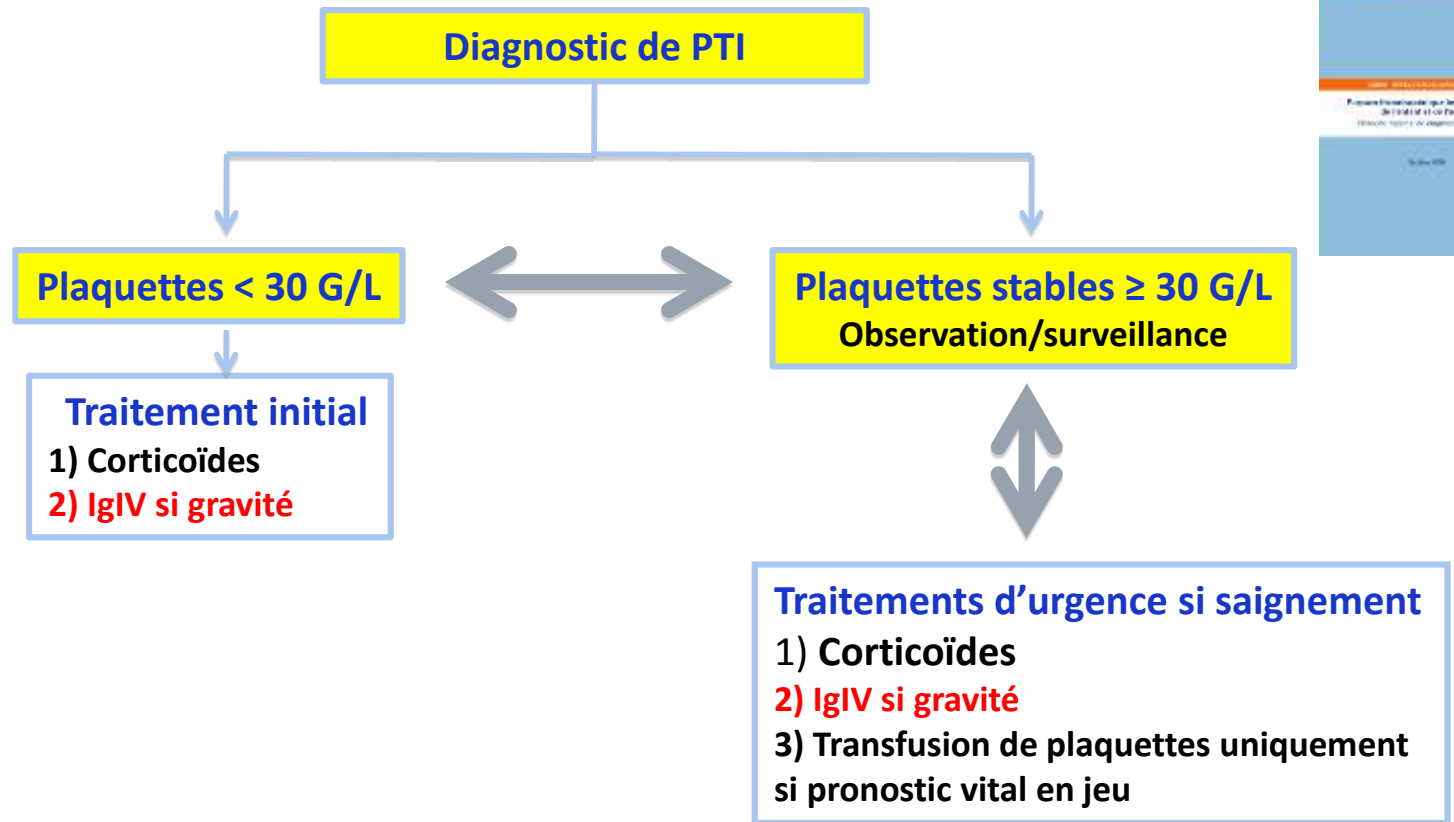 Diagnostic de PTI
Plaquettes < 30 G/L
Plaquettes stables ≥ 30 G/L
Observation/surveillance
Traitement initial
1) Corticoïdes
2) IgIV si gravité
Traitements d’urgence si saignement
1) Corticoïdes
2) IgIV si gravité
3) Transfusion de plaquettes uniquement
si pronostic vital en jeu